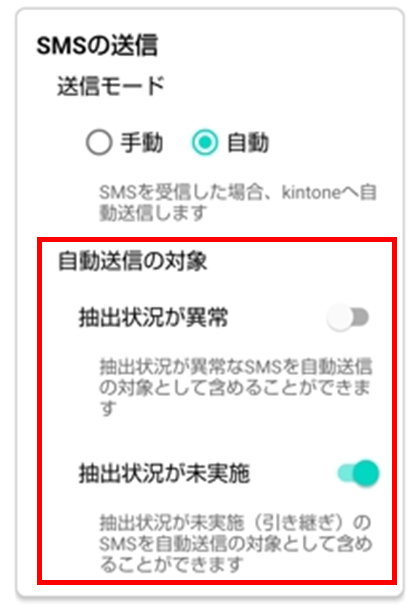 SMSの送信
送信モード
手動 自動
SMSを受信した場合、kintoneへ自
動送信します
自動送信の対象
抽出状況が異常
抽出状況が異常なSMSを自動送信
の対象として含めることができま
す
抽出状況が未実施
抽出状況が未実施（引き継ぎ）の
SMSを自動送信の対象として含め
ることができます